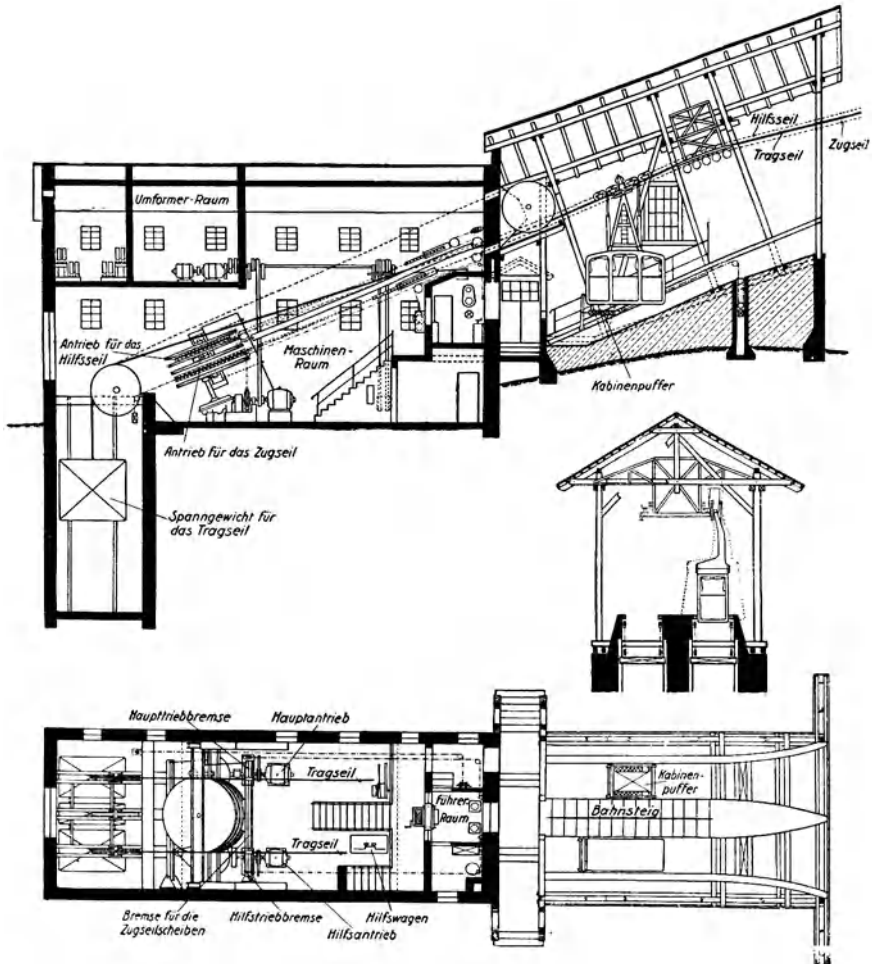 Hilfsseil
Tragseil
Zugseil
Umformer-Raum
Antrieb für das
Hilfsseil
Maschinen-
Raum
Kabinenpuffer
Antrieb für das Zugseil
Spanngewicht für
das Tragseil
Haupttriebbremse
Hauptantrieb
Tragseil
Kabinen-
puffer
Führer
Raum
Bahnsteig
Tragseil
Bremse für die
Zugseilscheiben
Hilfstriebbremse
Hilfswagen
Hilfsantrieb